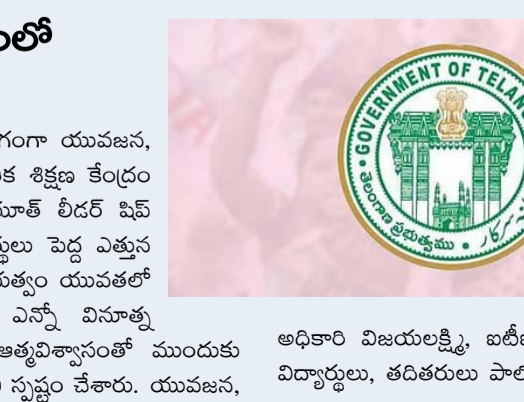 గంగా యువజన,
క శిక్షణ కేంద్రం
యూత్ లీడర్ షిప్
ర్థులు పెద్ద ఎత్తున
భుత్వం యువతలో
ఎన్నో వినూత్న
ఆత్మవిశ్వాసంతో ముందుకు
స్పష్టం చేశారు. యువజన,
GOVERNMENT OF TELAN
తెలంగాణ ప్రభుత్వము
అధికారి విజయలక్ష్మి, ఐటీఐ
విద్యార్థులు, తదితరులు పాల్